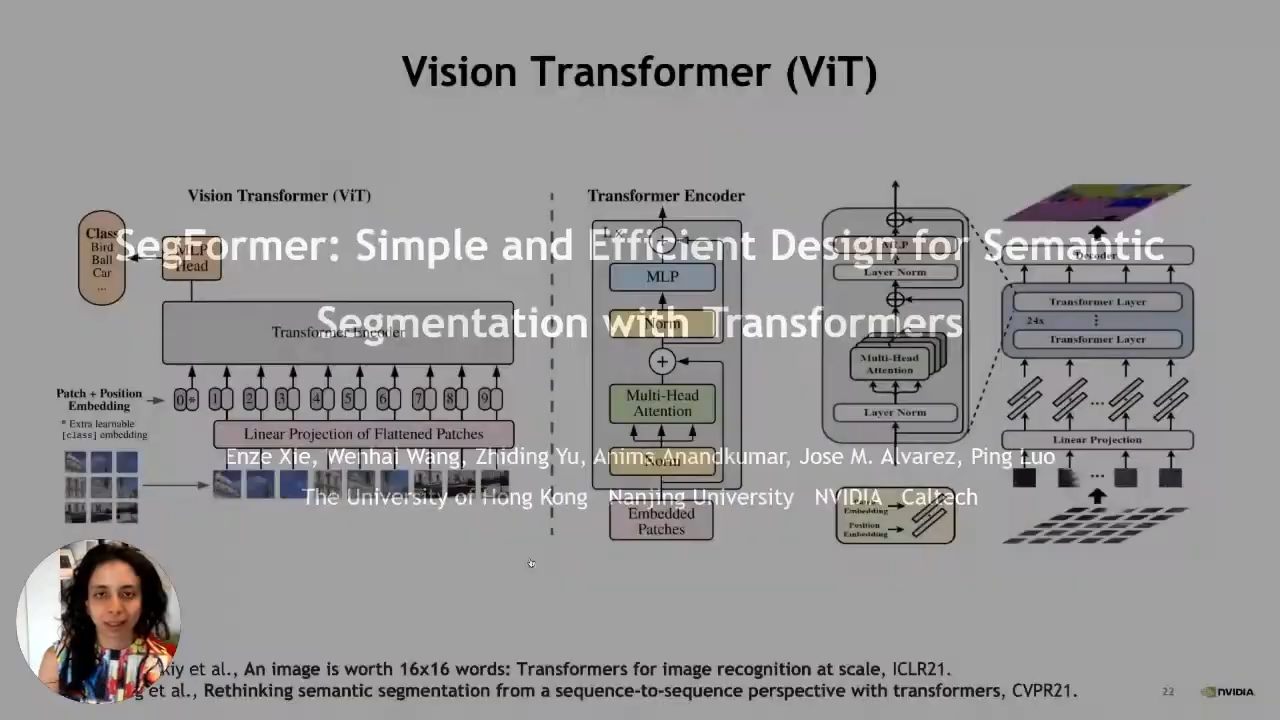 Vision Transformer (ViT)
Vision Transformer (ViT)
Transformer Encoder
SegFormer: Simple and Efficient Design for Semantic
Segmentation with Transformers
Enze Xie, Wenhai Wang, Zhiding Yu, Anima Anandkumar, Jose M. Alvarez, Ping Luo
The University of Hong Kong Nanjing University NVIDIA Caltech
Class
Bird
Ball
Car
...
MLP
Head
Transformer Encoder
Patch + Position
Embedding
* Extra learnable
[class] embedding
0 * 1 2 3 4 5 6 7 8 9
Linear Projection of Flattened Patches
L x
+
MLP
Norm
+
Multi-Head
Attention
Norm
Embedded
Patches
MLP
Layer Norm
Multi-Head
Attention
Layer Norm
Embedding
Position
Embedding
Decoder
Transformer Layer
24x
Transformer Layer
...
Linear Projection
...
et al., An image is worth 16x16 words: Transformers for image recognition at scale, ICLR21.
et al., Rethinking semantic segmentation from a sequence-to-sequence perspective with transformers, CVPR21.
22
NVIDIA